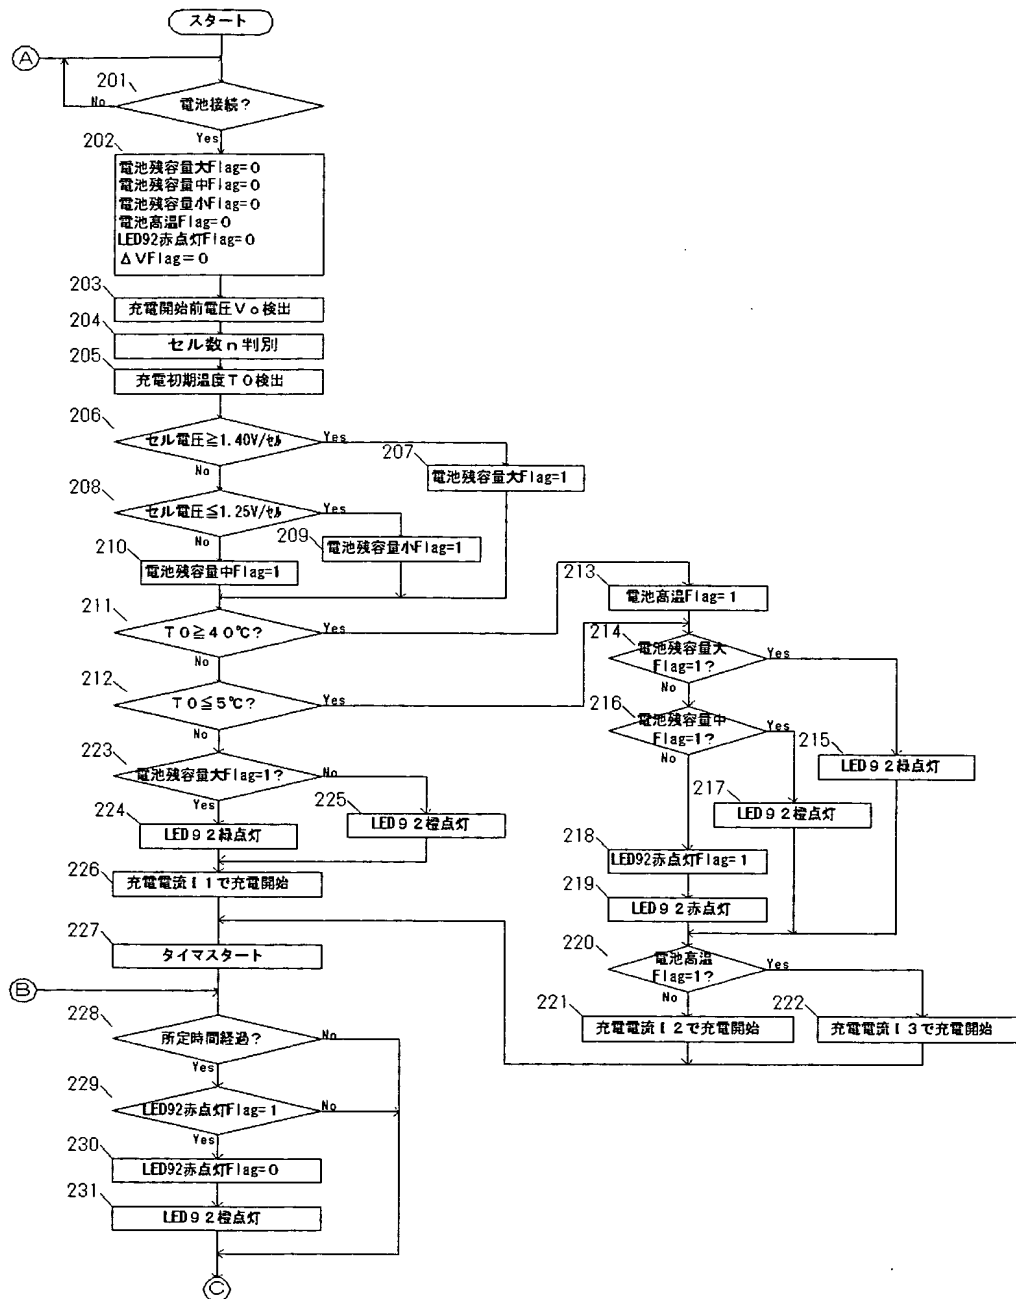 スタート
A
201
電池接続?
No
Yes
202
電池残容量大Flag=0
電池残容量中Flag=0
電池残容量小Flag=0
電池高温Flag=0
LED92赤点灯Flag=0
ΔVFlag=0
203
充電開始前電圧Vo検出
204
セル数n判別
205
充電初期温度T0検出
206
セル電圧≧1.40V/セル
Yes
No
207
電池残容量大Flag=1
208
セル電圧≦1.25V/セル
Yes
No
209
電池残容量小Flag=1
210
電池残容量中Flag=1
211
T0≧40℃?
Yes
No
212
T0≦5℃?
Yes
No
213
電池高温Flag=1
214
電池残容量大
Flag=1?
Yes
No
215
LED92緑点灯
216
電池残容量中
Flag=1?
Yes
No
217
LED92橙点灯
218
LED92赤点灯Flag=1
219
LED92赤点灯
220
電池高温
Flag=1?
Yes
No
221
充電電流I2で充電開始
222
充電電流I3で充電開始
223
電池残容量大Flag=1?
No
Yes
224
LED92緑点灯
225
LED92橙点灯
226
充電電流I1で充電開始
227
タイマスタート
B
228
所定時間経過?
No
Yes
229
LED92赤点灯Flag=1
No
Yes
230
LED92赤点灯Flag=0
231
LED92橙点灯
C